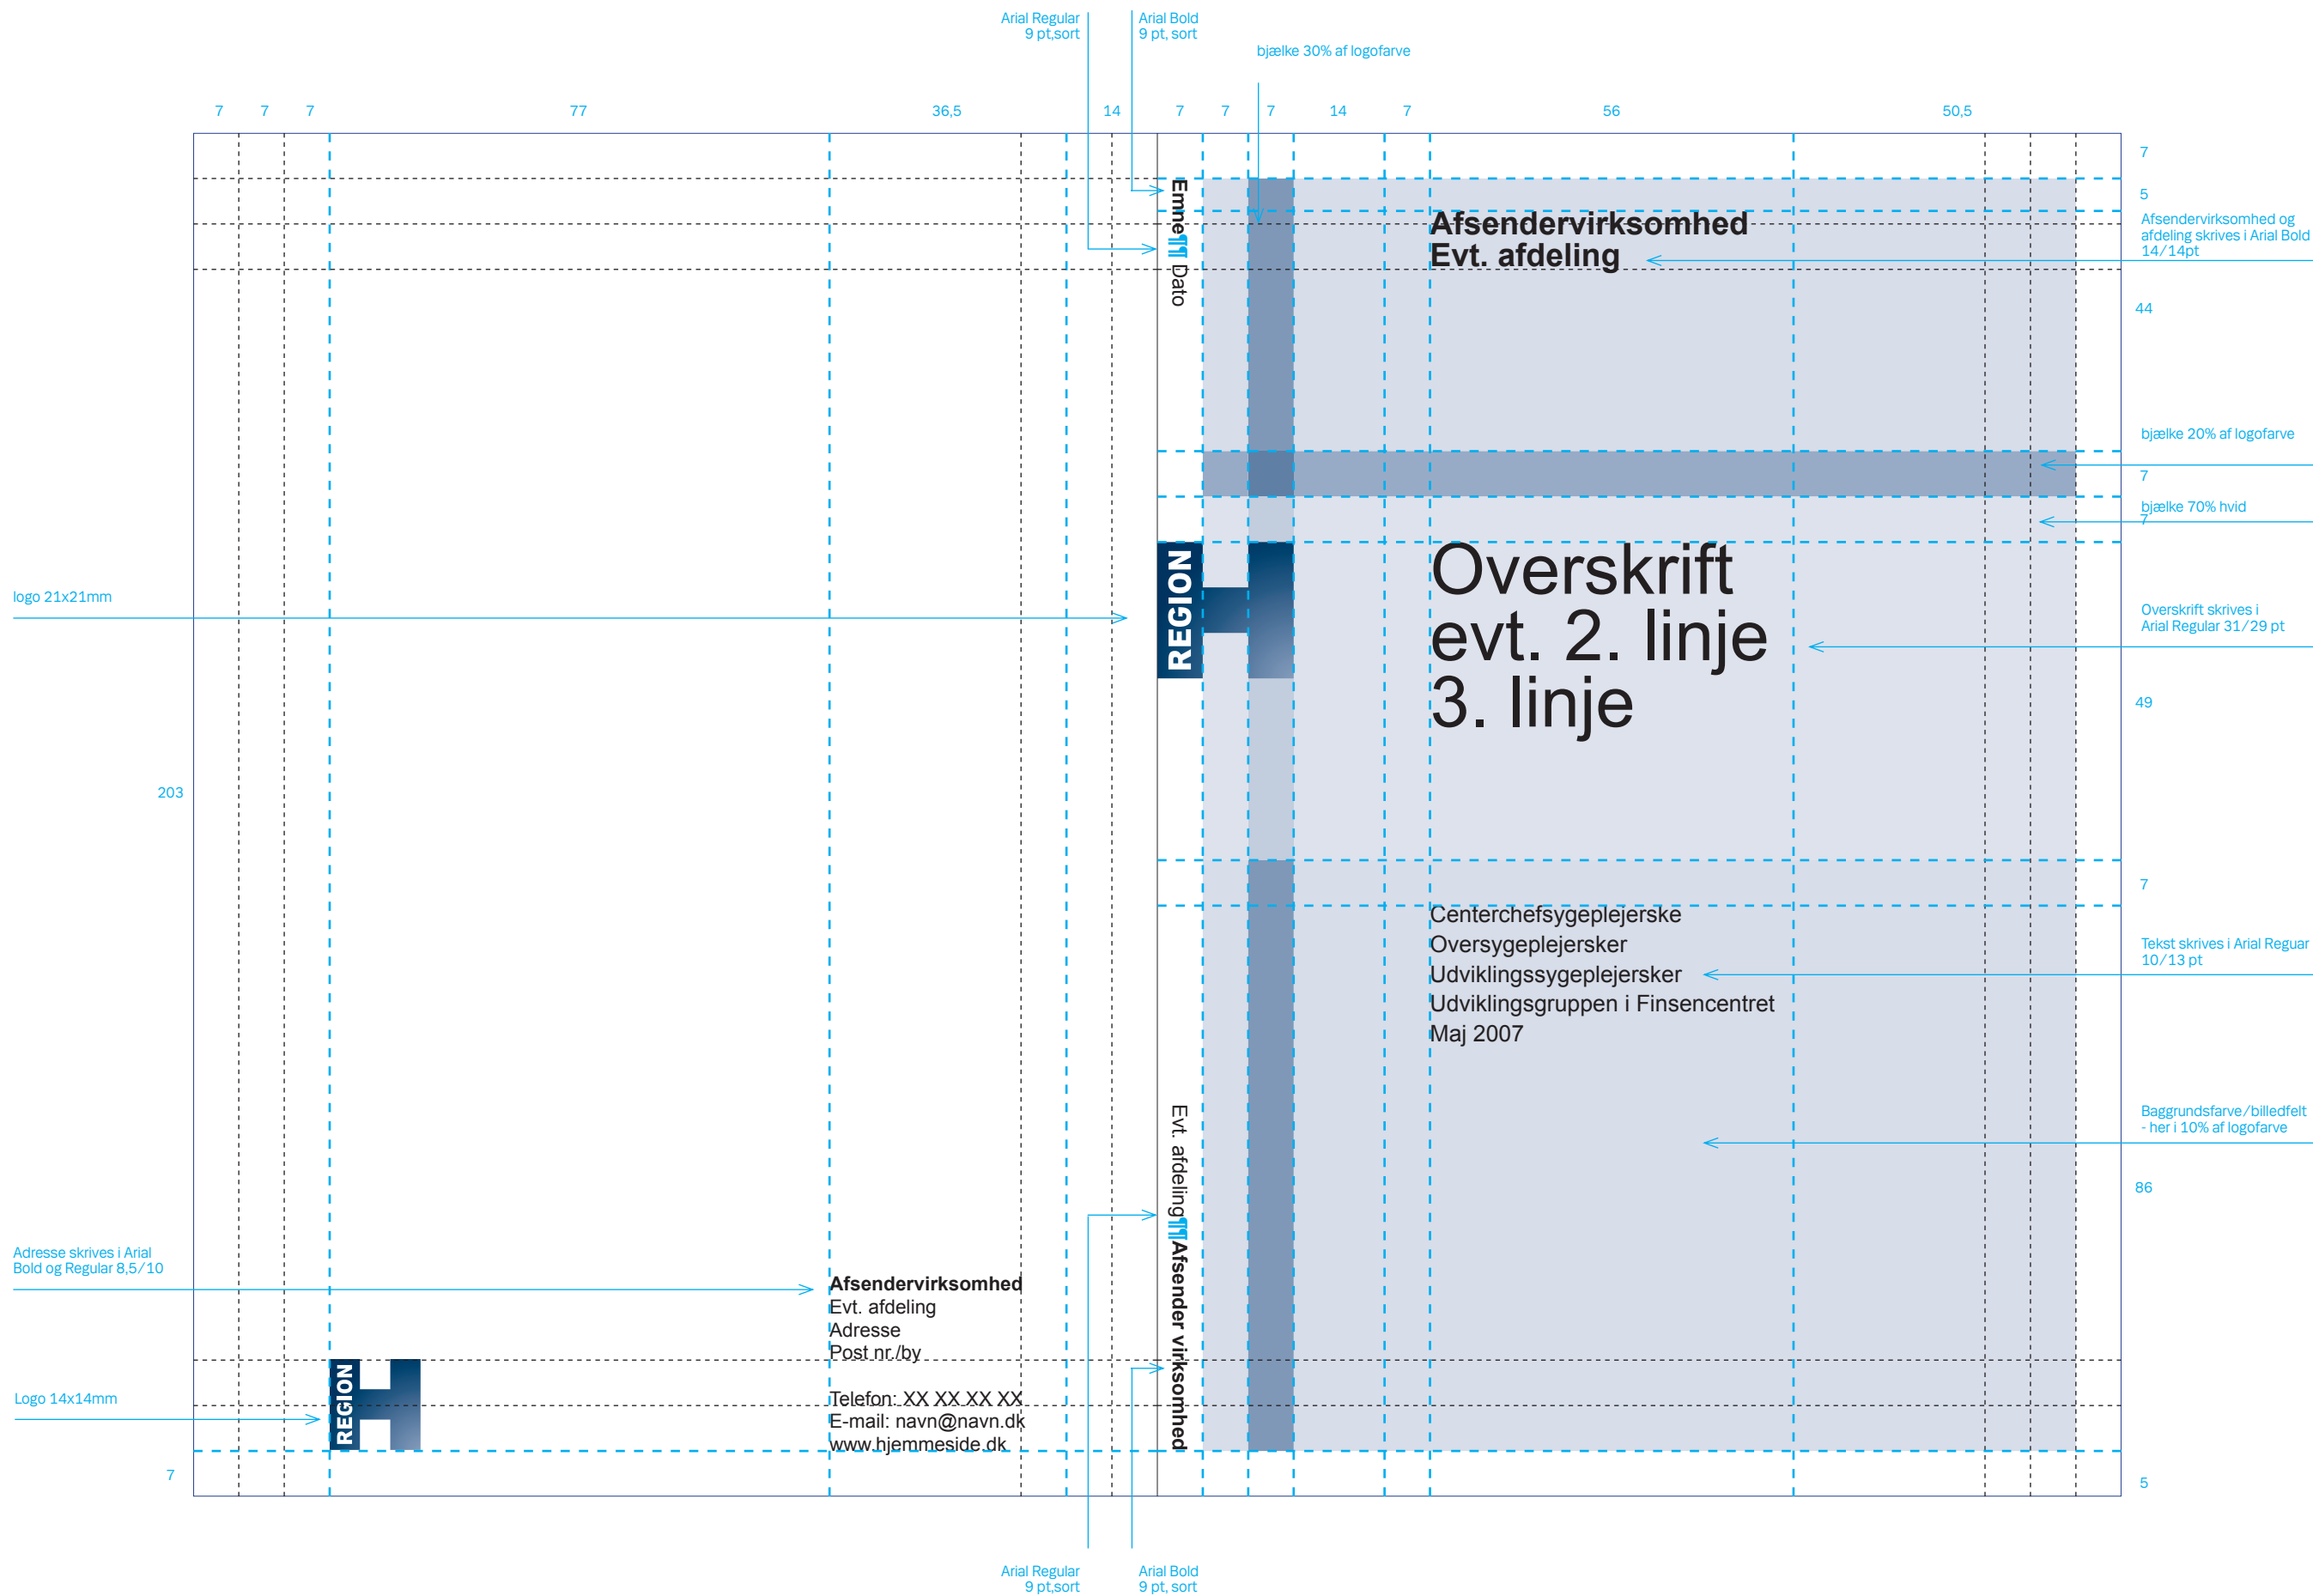 Arial Regular
9 pt,sort
Arial Bold
9 pt, sort
bjælke 30% af logofarve
7 7 7 77 36,5 14 7 7 7 14 7 56 50,5
7
5
Afsendervirksomhed og
afdeling skrives i Arial Bold
14/14pt
44
bjælke 20% af logofarve
7
bjælke 70% hvid
7
Overskrift skrives i
Arial Regular 31/29 pt
49
7
Tekst skrives i Arial Reguar
10/13 pt
Baggrundsfarve/billedfelt
- her i 10% af logofarve
86
5
logo 21x21mm
203
Adresse skrives i Arial
Bold og Regular 8,5/10
Logo 14x14mm
7
REGION
Afsendervirksomhed
Evt. afdeling
Adresse
Post nr./by
Telefon: XX XX XX XX
E-mail: navn@navn.dk
www.hjemmeside.dk
Emne¶¶ Dato
REGION
Evt. afdeling¶¶Afsender virksomhed
Afsendervirksomhed
Evt. afdeling
Overskrift
evt. 2. linje
3. linje
Centerchefsygeplejerske
Oversygeplejersker
Udviklingssygeplejersker
Udviklingsgruppen i Finsencentret
Maj 2007
Arial Regular
9 pt,sort
Arial Bold
9 pt, sort